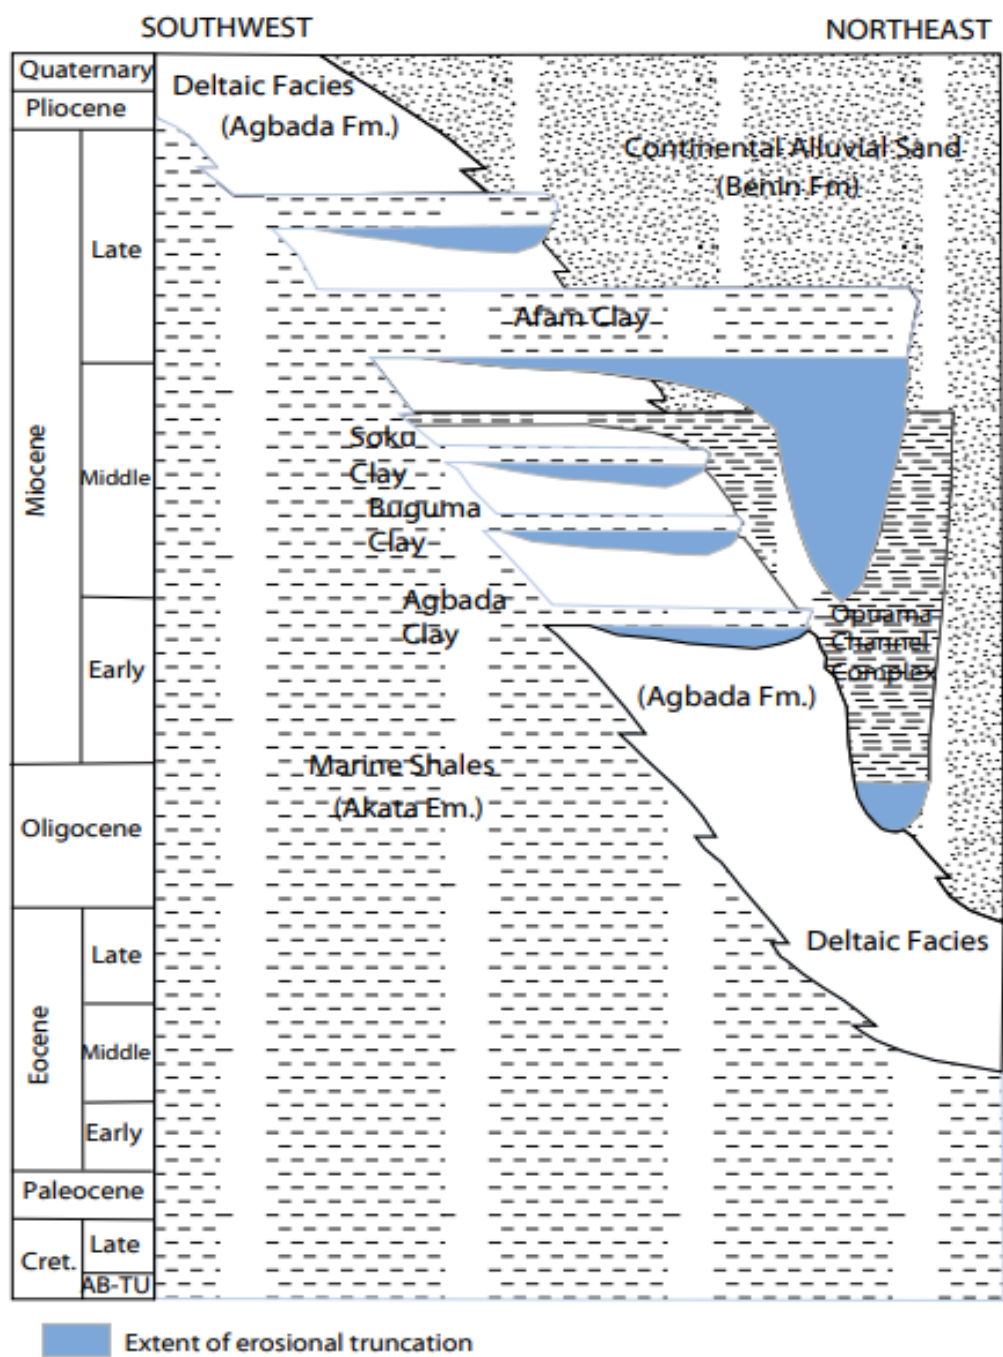 SOUTHWEST
NORTHEAST
Quaternary
Pliocene
Miocene
Late
Middle
Early
Oligocene
Eocene
Late
Middle
Early
Paleocene
Cret.
Late
AB-TU
Deltaic Facies
(Agbada Fm.)
Continental Alluvial Sand
(Benin Fm)
Afam Clay
Soku
Clay
Buguma
Clay
Agbada
Clay
Opuama
Channel
Complex
(Agbada Fm.)
Marine Shales
(Akata Em.)
Deltaic Facies
Extent of erosional truncation